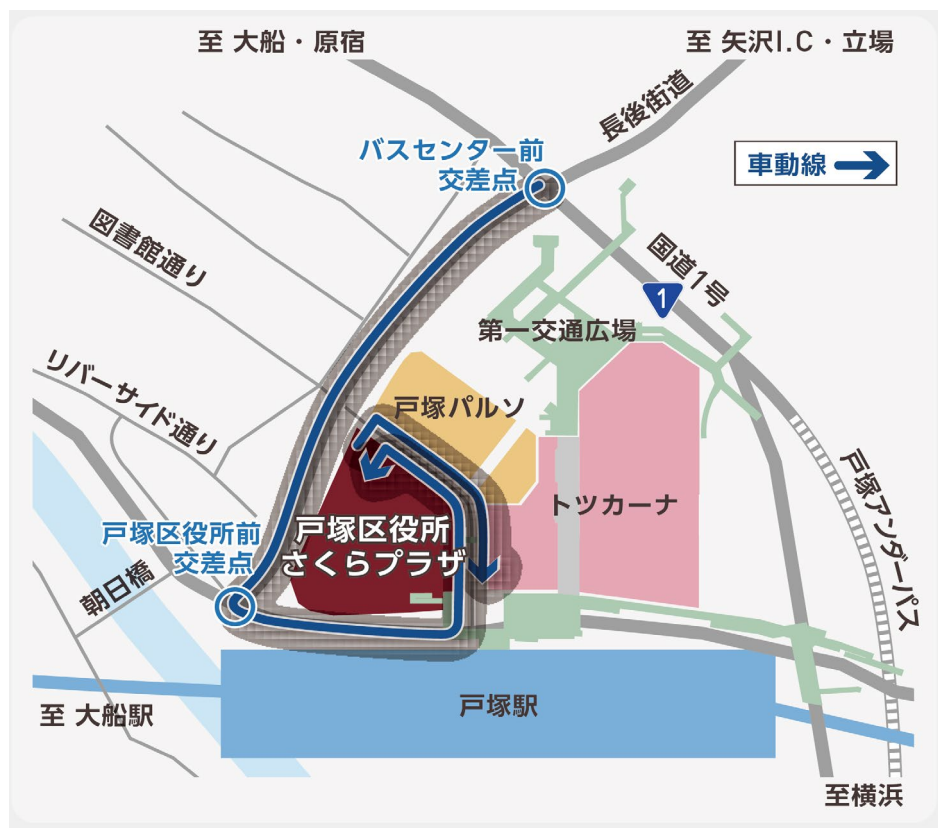 至 大船・原宿
至 矢沢I.C・立場
長後街道
バスセンター前
交差点
車動線
図書館通り
国道1号
1
第一交通広場
リバーサイド通り
戸塚パルソ
トツカーナ
戸塚アンダーパス
戸塚区役所前
交差点
戸塚区役所
さくらプラザ
朝日橋
戸塚駅
至 大船駅
至横浜